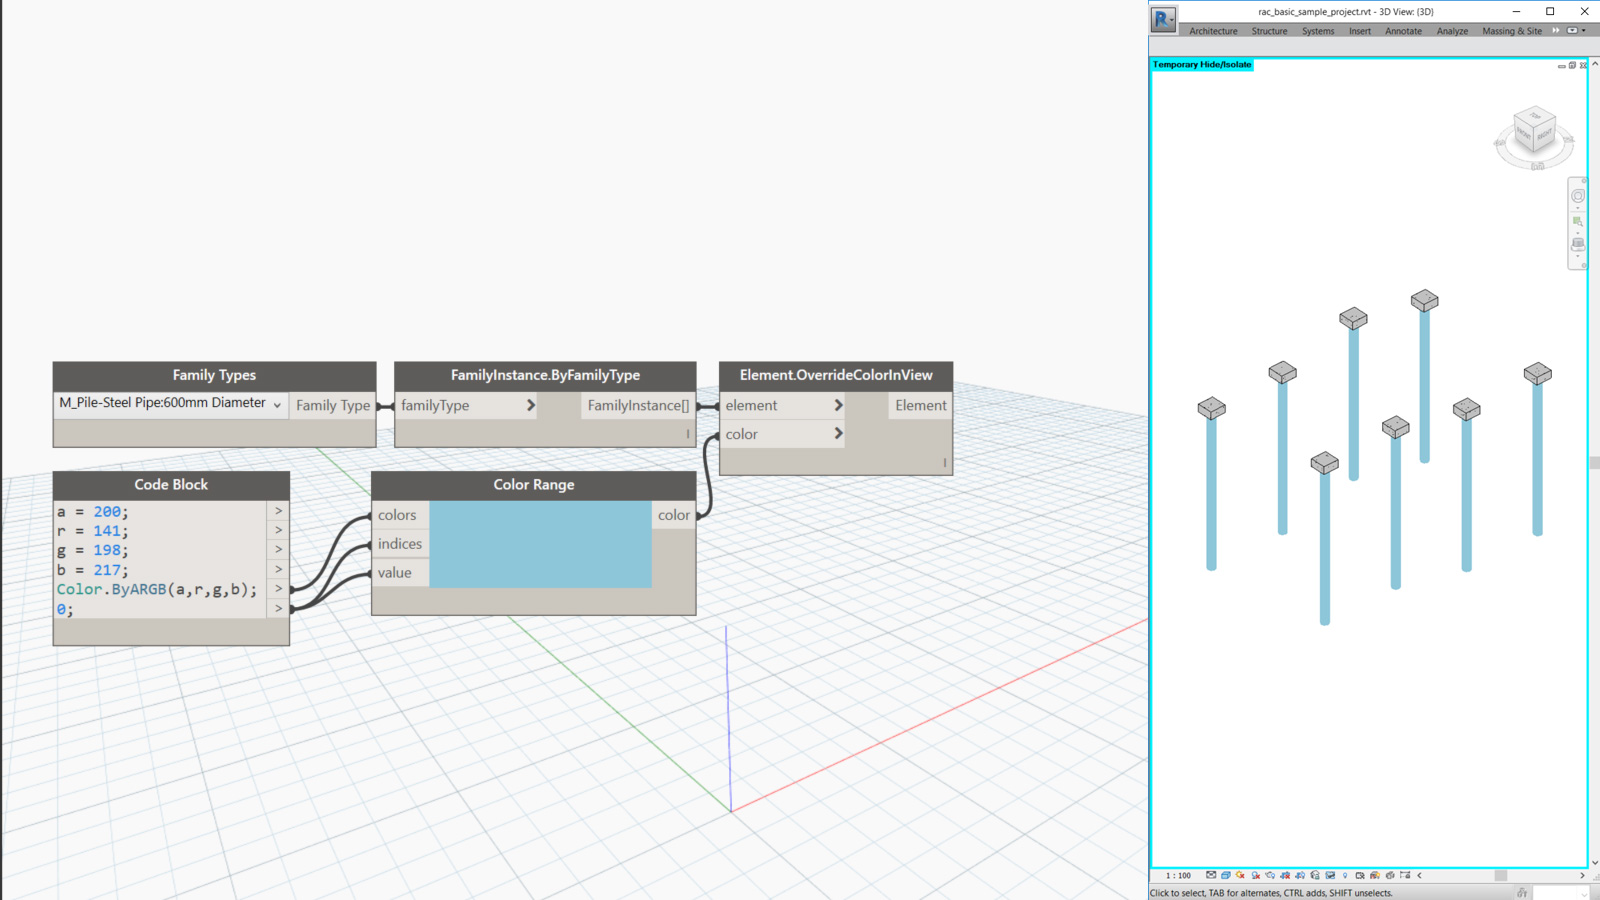 Family Types
M_Pile-Steel Pipe:600mm Diameter
Family Type
FamilyInstance.ByFamilyType
familyType
FamilyInstance[]
Element.OverrideColorInView
element
Element
color
Code Block
a = 200;
r = 141;
g = 198;
b = 217;
Color.ByARGB(a,r,g,b);
0;
Color Range
colors
color
indices
value
rac_basic_sample_project.rvt - 3D View: {3D}
Architecture Structure Systems Insert Annotate Analyze Massing & Site
Temporary Hide/Isolate
TOP
FRONT
RIGHT
1 : 100
Click to select, TAB for alternates, CTRL adds, SHIFT unselects.